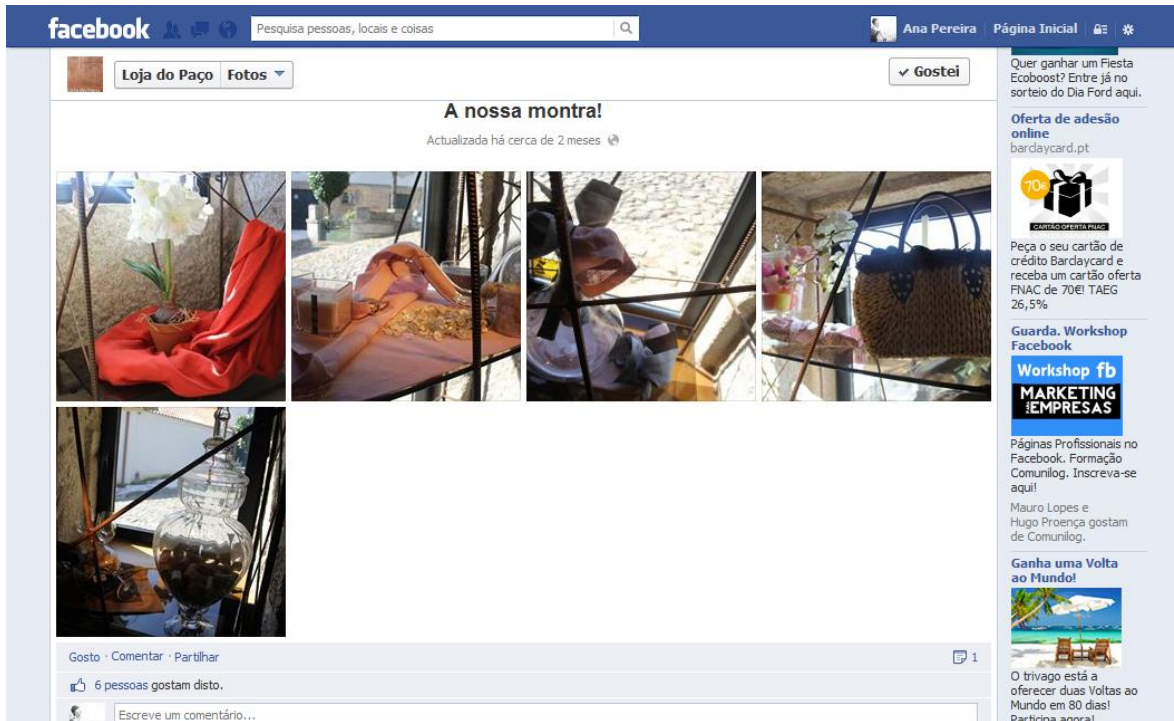 facebook
Pesquisa pessoas, locais e coisas
Ana Pereira
Página Inicial
Loja do Paço
Fotos
Gostei
A nossa montra!
Actualizada há cerca de 2 meses
Gosto · Comentar · Partilhar
1
6 pessoas gostam disto.
Escreve um comentário...
Quer ganhar um Fiesta
Ecoboost? Entre já no
sorteio do Dia Ford aqui.
Oferta de adesão
online
barclaycard.pt
70€
CARTÃO OFERTA FNAC
Peça o seu cartão de
crédito Barclaycard e
receba um cartão oferta
FNAC de 70€! TAEG
26,5%
Guarda. Workshop
Facebook
Workshop fb
MARKETING
EMPRESAS
Páginas Profissionais no
Facebook. Formação
Comunilog. Inscreva-se
aqui!
Mauro Lopes e
Hugo Proença gostam
de Comunilog.
Ganha uma Volta
ao Mundo!
O trivago está a
oferecer duas Voltas ao
Mundo em 80 dias!
Participa agora!